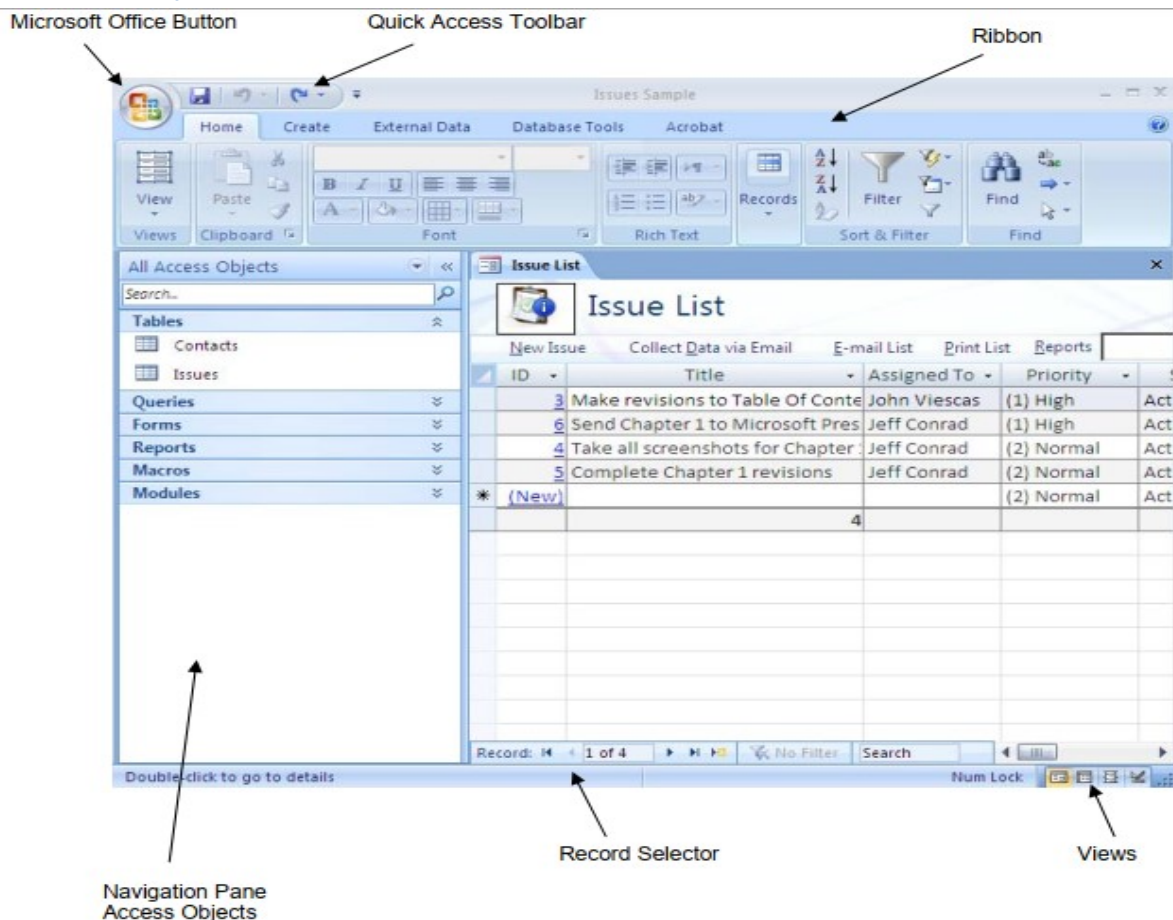 Microsoft Office Button
Quick Access Toolbar
Ribbon
Issues Sample
Home Create External Data Database Tools Acrobat
View
Paste
B I U
A
Records
Filter
Find
Views Clipboard Font Rich Text Sort & Filter Find
All Access Objects
Search..
Tables
Contacts
Issues
Queries
Forms
Reports
Macros
Modules
Issue List
Issue List
New Issue Collect Data via Email E-mail List Print List Reports
ID Title Assigned To Priority S
3 Make revisions to Table Of Conte John Viescas (1) High Act
6 Send Chapter 1 to Microsoft Pres Jeff Conrad (1) High Act
4 Take all screenshots for Chapter Jeff Conrad (2) Normal Act
5 Complete Chapter 1 revisions Jeff Conrad (2) Normal Act
* (New) (2) Normal Act
4
Record: 1 of 4 No Filter Search
Double-click to go to details Num Lock
Record Selector
Views
Navigation Pane
Access Objects